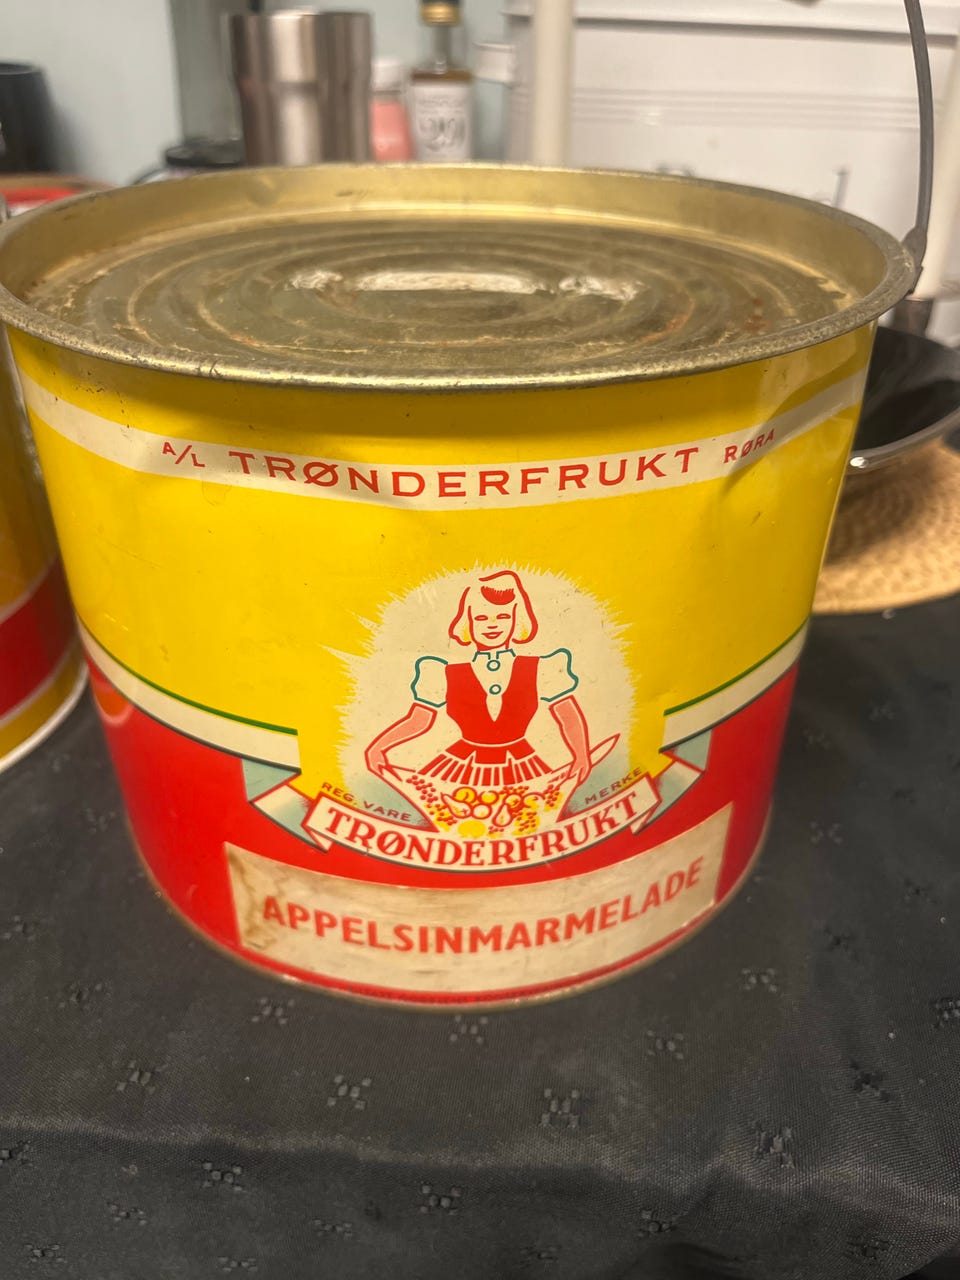 A/L TRØNDERFRUKT RØRA
REG. VARE MERKE
TRØNDERFRUKT
APPELSINMARMELADE